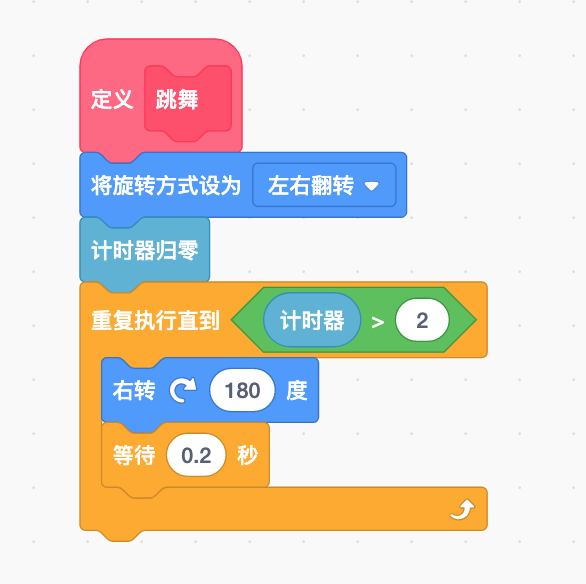 定义 跳舞
将旋转方式设为 左右翻转
计时器归零
重复执行直到 计时器 > 2
右转 180 度
等待 0.2 秒